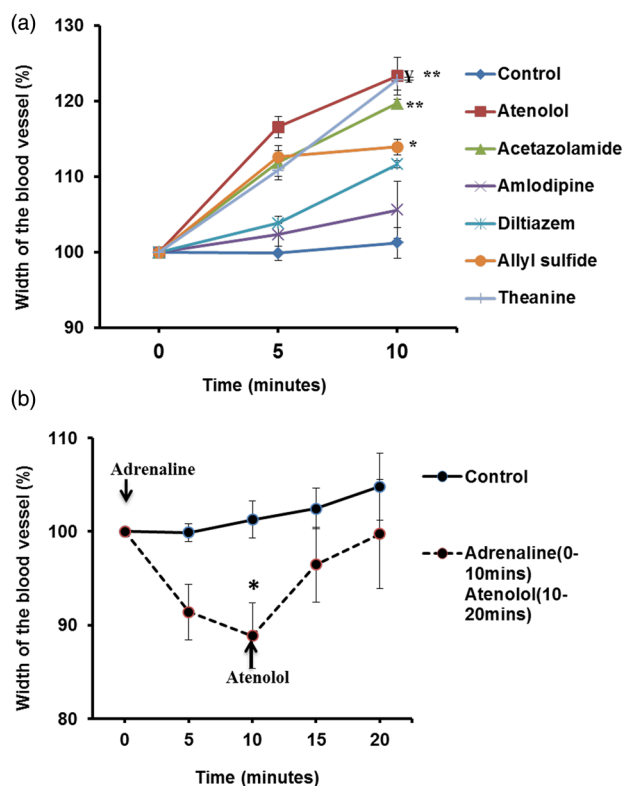 (a)
130
120
110
100
90
Width of the blood vessel (%)
0 5 10
Time (minutes)
¥ **
**
*
Control
Atenolol
Acetazolamide
Amlodipine
Diltiazem
Allyl sulfide
Theanine
(b)
110
100
90
80
Width of the blood vessel (%)
Adrenaline
*
Atenolol
0 5 10 15 20
Time (minutes)
Control
Adrenaline(0-
10mins)
Atenolol(10-
20mins)